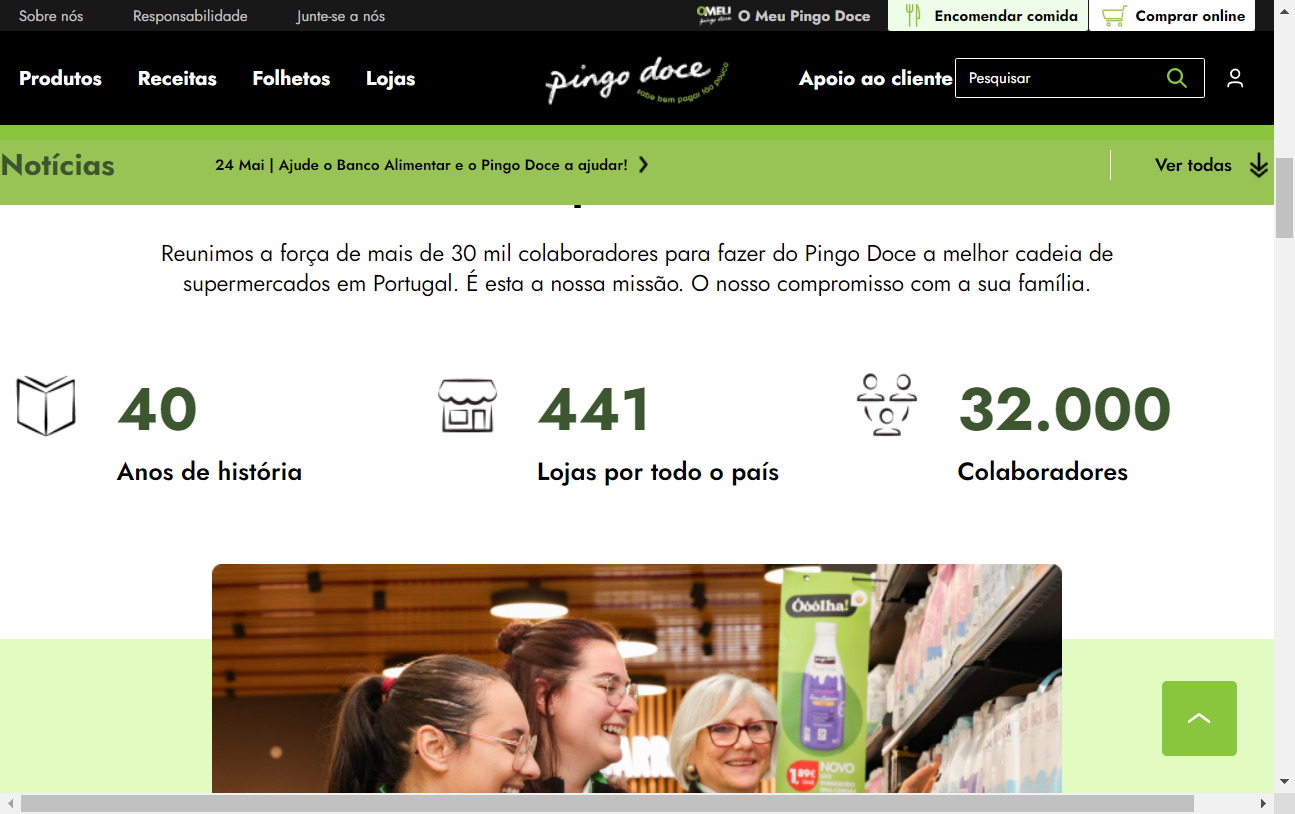 Sobre nós Responsabilidade Junte-se a nós O MEU pingo doce O Meu Pingo Doce Encomendar comida Comprar online
Produtos Receitas Folhetos Lojas pingo doce sabe bem pagar tão pouco Apoio ao cliente Pesquisar
Notícias 24 Mai | Ajude o Banco Alimentar e o Pingo Doce a ajudar! Ver todas
Reunimos a força de mais de 30 mil colaboradores para fazer do Pingo Doce a melhor cadeia de
supermercados em Portugal. É esta a nossa missão. O nosso compromisso com a sua família.
40 441 32.000
Anos de história Lojas por todo o país Colaboradores
Óóólha!
1,89€ NOVO